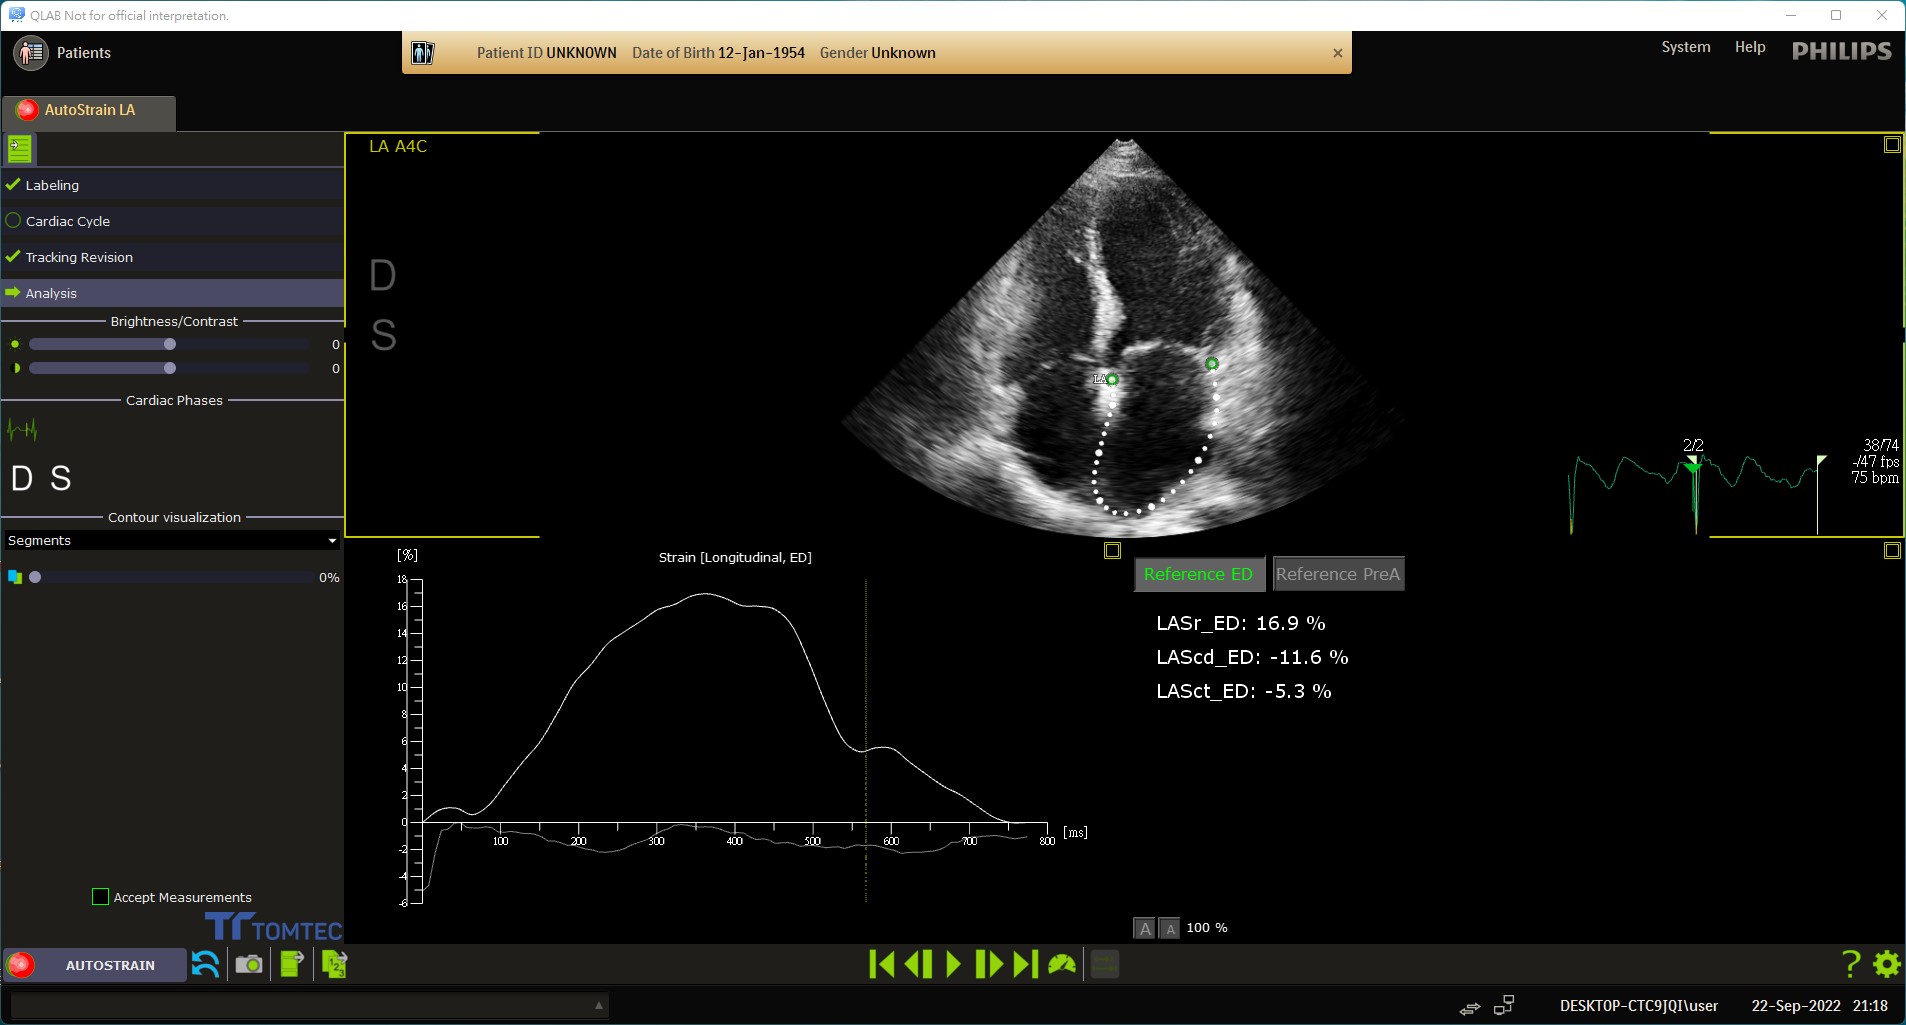 QLAB Not for official interpretation.
Patients
Patient ID UNKNOWN Date of Birth 12-Jan-1954 Gender Unknown
System Help PHILIPS
AutoStrain LA
Labeling
Cardiac Cycle
Tracking Revision
Analysis
Brightness/Contrast
0
0
Cardiac Phases
D S
Contour visualization
Segments
0%
Accept Measurements
TOMTEC
LA A4C
D
S
LA
2/2
38/74
-/47 fps
75 bpm
[%]
Strain [Longitudinal, ED]
18
16
14
12
10
8
6
4
2
0
-2
-4
-6
100 200 300 400 500 600 700 800 [ms]
Reference ED Reference PreA
LASr_ED: 16.9 %
LAScd_ED: -11.6 %
LASct_ED: -5.3 %
A A 100 %
AUTOSTRAIN
123
?
DESKTOP-CTC9JQI\user 22-Sep-2022 21:18